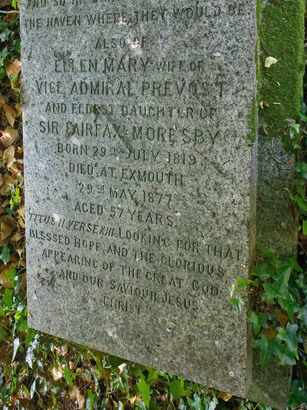 AND SO H
THE HAVEN WHERE, THEY WOULD BE
ALSO OF
ELLEN MARY WIFE OF
VICE ADMIRAL PREVOST
AND ELDEST DAUGHTER OF
SIR FAIRFAX MORESBY
BORN 29TH JULY 1819
DIED AT EXMOUTH
29TH MAY 1877
AGED 57 YEARS
TITUS II VERSE XIII. LOOKING FOR THAT
BLESSED HOPE AND THE GLORIOUS
APPEARING OF THE GREAT GOD
AND OUR SAVIOUR JESUS
CHRIST